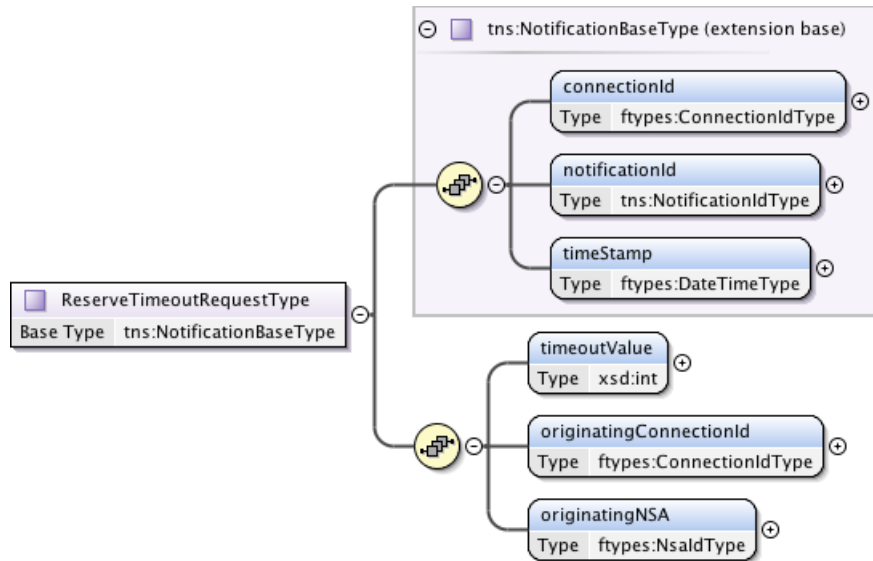 tns:NotificationBaseType (extension base)
connectionId
Type ftypes:ConnectionIdType
notificationId
Type tns:NotificationIdType
timeStamp
Type ftypes:DateTimeType
ReserveTimeoutRequestType
Base Type tns:NotificationBaseType
timeoutValue
Type xsd:int
originatingConnectionId
Type ftypes:ConnectionIdType
originatingNSA
Type ftypes:NsaIdType